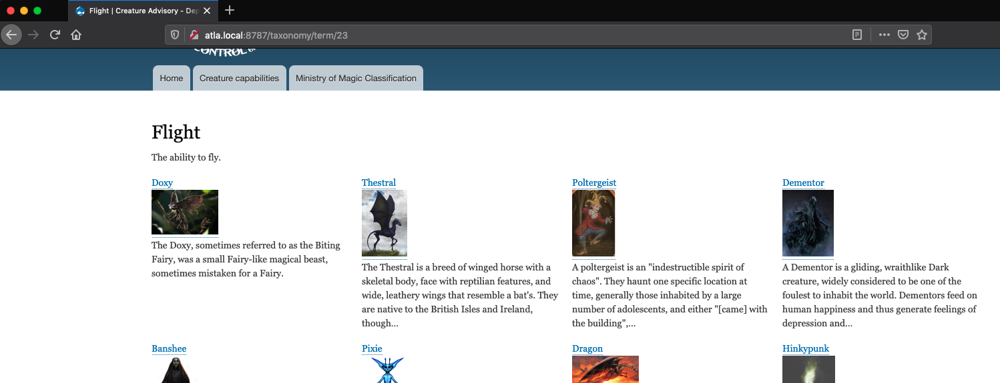 Flight | Creature Advisory - Dep
atla.local:8787/taxonomy/term/23
CONTROL
Home
Creature capabilities
Ministry of Magic Classification
Flight
The ability to fly.
Doxy
The Doxy, sometimes referred to as the Biting
Fairy, was a small Fairy-like magical beast,
sometimes mistaken for a Fairy.
Thestral
The Thestral is a breed of winged horse with a
skeletal body, face with reptilian features, and
wide, leathery wings that resemble a bat's. They
are native to the British Isles and Ireland,
though...
Poltergeist
A poltergeist is an "indestructible spirit of
chaos". They haunt one specific location at
time, generally those inhabited by a large
number of adolescents, and either "[came] with
the building",...
Dementor
A Dementor is a gliding, wraithlike Dark
creature, widely considered to be one of the
foulest to inhabit the world. Dementors feed on
human happiness and thus generate feelings of
depression and...
Banshee
Pixie
Dragon
Hinkypunk